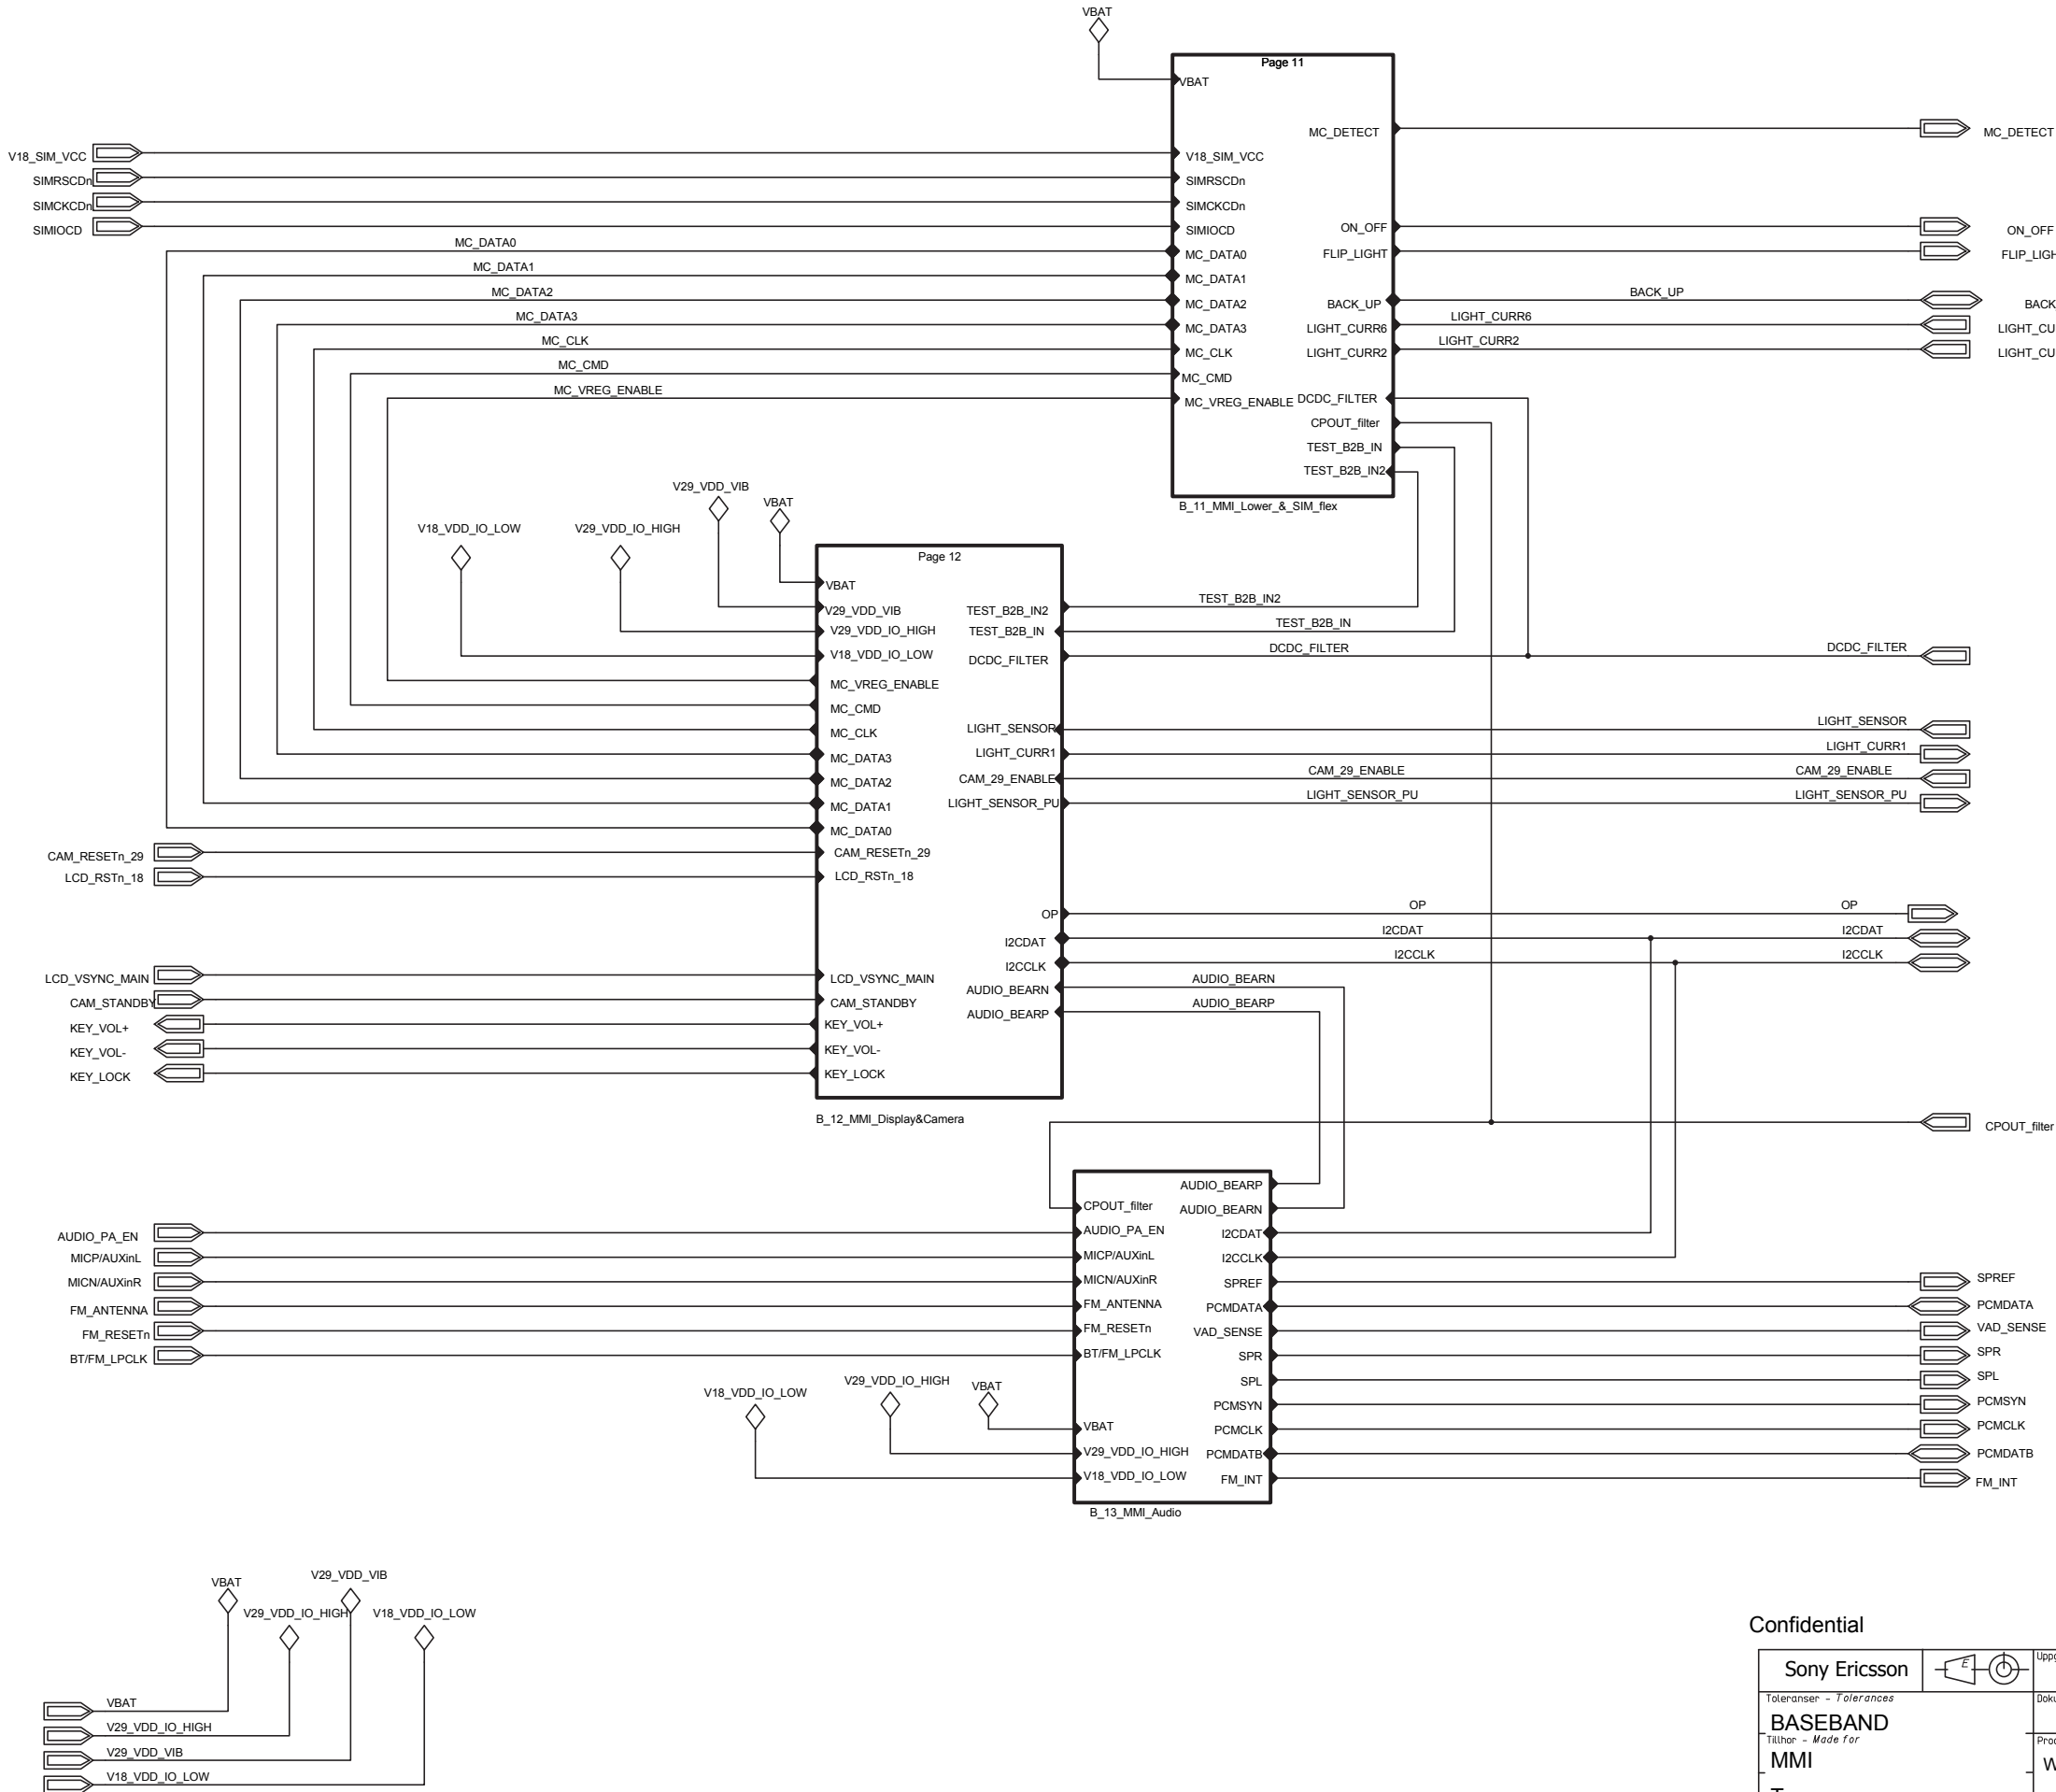 VBAT
Page 11
VBAT
MC_DETECT
MC_DETECT
V18_SIM_VCC
V18_SIM_VCC
SIMRSCDn
SIMRSCDn
SIMCKCDn
SIMCKCDn
SIMIOCD
SIMIOCD
ON_OFF
ON_OFF
MC_DATA0
MC_DATA0
FLIP_LIGHT
MC_DATA1
MC_DATA1
MC_DATA2
MC_DATA2
BACK_UP
BACK_UP
BACK
MC_DATA3
MC_DATA3
LIGHT_CURR6
LIGHT_CURR6
MC_CLK
MC_CLK
LIGHT_CURR2
LIGHT_CURR2
MC_CMD
MC_CMD
MC_VREG_ENABLE
MC_VREG_ENABLE
DCDC_FILTER
CPOUT_filter
TEST_B2B_IN
TEST_B2B_IN2
B_11_MMI_Lower_&_SIM_flex
V29_VDD_VIB
VBAT
V18_VDD_IO_LOW
V29_VDD_IO_HIGH
Page 12
VBAT
V29_VDD_VIB
TEST_B2B_IN2
TEST_B2B_IN2
V29_VDD_IO_HIGH
TEST_B2B_IN
TEST_B2B_IN
V18_VDD_IO_LOW
DCDC_FILTER
DCDC_FILTER
DCDC_FILTER
MC_VREG_ENABLE
MC_CMD
MC_CLK
LIGHT_SENSOR
LIGHT_SENSOR
MC_DATA3
LIGHT_CURR1
LIGHT_CURR1
MC_DATA2
CAM_29_ENABLE
CAM_29_ENABLE
CAM_29_ENABLE
MC_DATA1
LIGHT_SENSOR_PU
LIGHT_SENSOR_PU
LIGHT_SENSOR_PU
MC_DATA0
CAM_RESETn_29
CAM_RESETn_29
LCD_RSTn_18
LCD_RSTn_18
OP
OP
OP
I2CDAT
I2CDAT
I2CDAT
I2CCLK
I2CCLK
I2CCLK
LCD_VSYNC_MAIN
LCD_VSYNC_MAIN
AUDIO_BEARN
AUDIO_BEARN
CAM_STANDBY
CAM_STANDBY
AUDIO_BEARP
AUDIO_BEARP
KEY_VOL+
KEY_VOL+
KEY_VOL-
KEY_VOL-
KEY_LOCK
KEY_LOCK
B_12_MMI_Display&Camera
CPOUT_filter
AUDIO_BEARP
CPOUT_filter
AUDIO_BEARN
AUDIO_PA_EN
AUDIO_PA_EN
I2CDAT
MICP/AUXinL
MICP/AUXinL
I2CCLK
MICN/AUXinR
MICN/AUXinR
SPREF
SPREF
FM_ANTENNA
FM_ANTENNA
PCMDATA
PCMDATA
FM_RESETn
FM_RESETn
VAD_SENSE
VAD_SENSE
BT/FM_LPCLK
BT/FM_LPCLK
SPR
SPR
V18_VDD_IO_LOW
V29_VDD_IO_HIGH
VBAT
SPL
SPL
PCMSYN
PCMSYN
VBAT
PCMCLK
PCMCLK
V29_VDD_IO_HIGH
PCMDATB
PCMDATB
V18_VDD_IO_LOW
FM_INT
FM_INT
B_13_MMI_Audio
VBAT
V29_VDD_VIB
V29_VDD_IO_HIGH
V18_VDD_IO_LOW
VBAT
V29_VDD_IO_HIGH
V29_VDD_VIB
V18_VDD_IO_LOW
Confidential
Sony Ericsson
E
Toleranser - Tolerances
BASEBAND
Tillhor - Made for
MMI